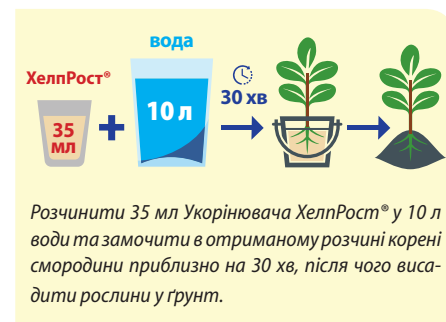 вода
ХелпРост®
35
мл
10 л
30 хв
Розчинити 35 мл Укорінювача ХелпРост® у 10 л
води та замочити в отриманому розчині корені
смородини приблизно на 30 хв, після чого виса-
дити рослини у ґрунт.